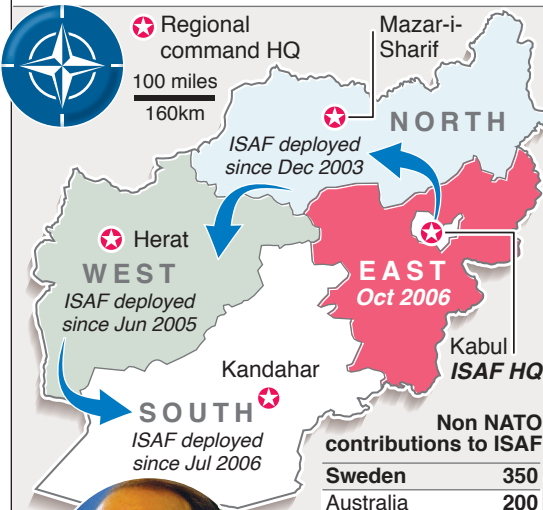 Regional
command HQ
100 miles
160km
Mazar-i-
Sharif
NORTH
ISAF deployed
since Dec 2003
Herat
WEST
ISAF deployed
since Jun 2005
EAST
Oct 2006
Kabul
ISAF HQ
Kandahar
SOUTH
ISAF deployed
since Jul 2006
Non NATO
contributions to ISAF
Sweden 350
Australia 200